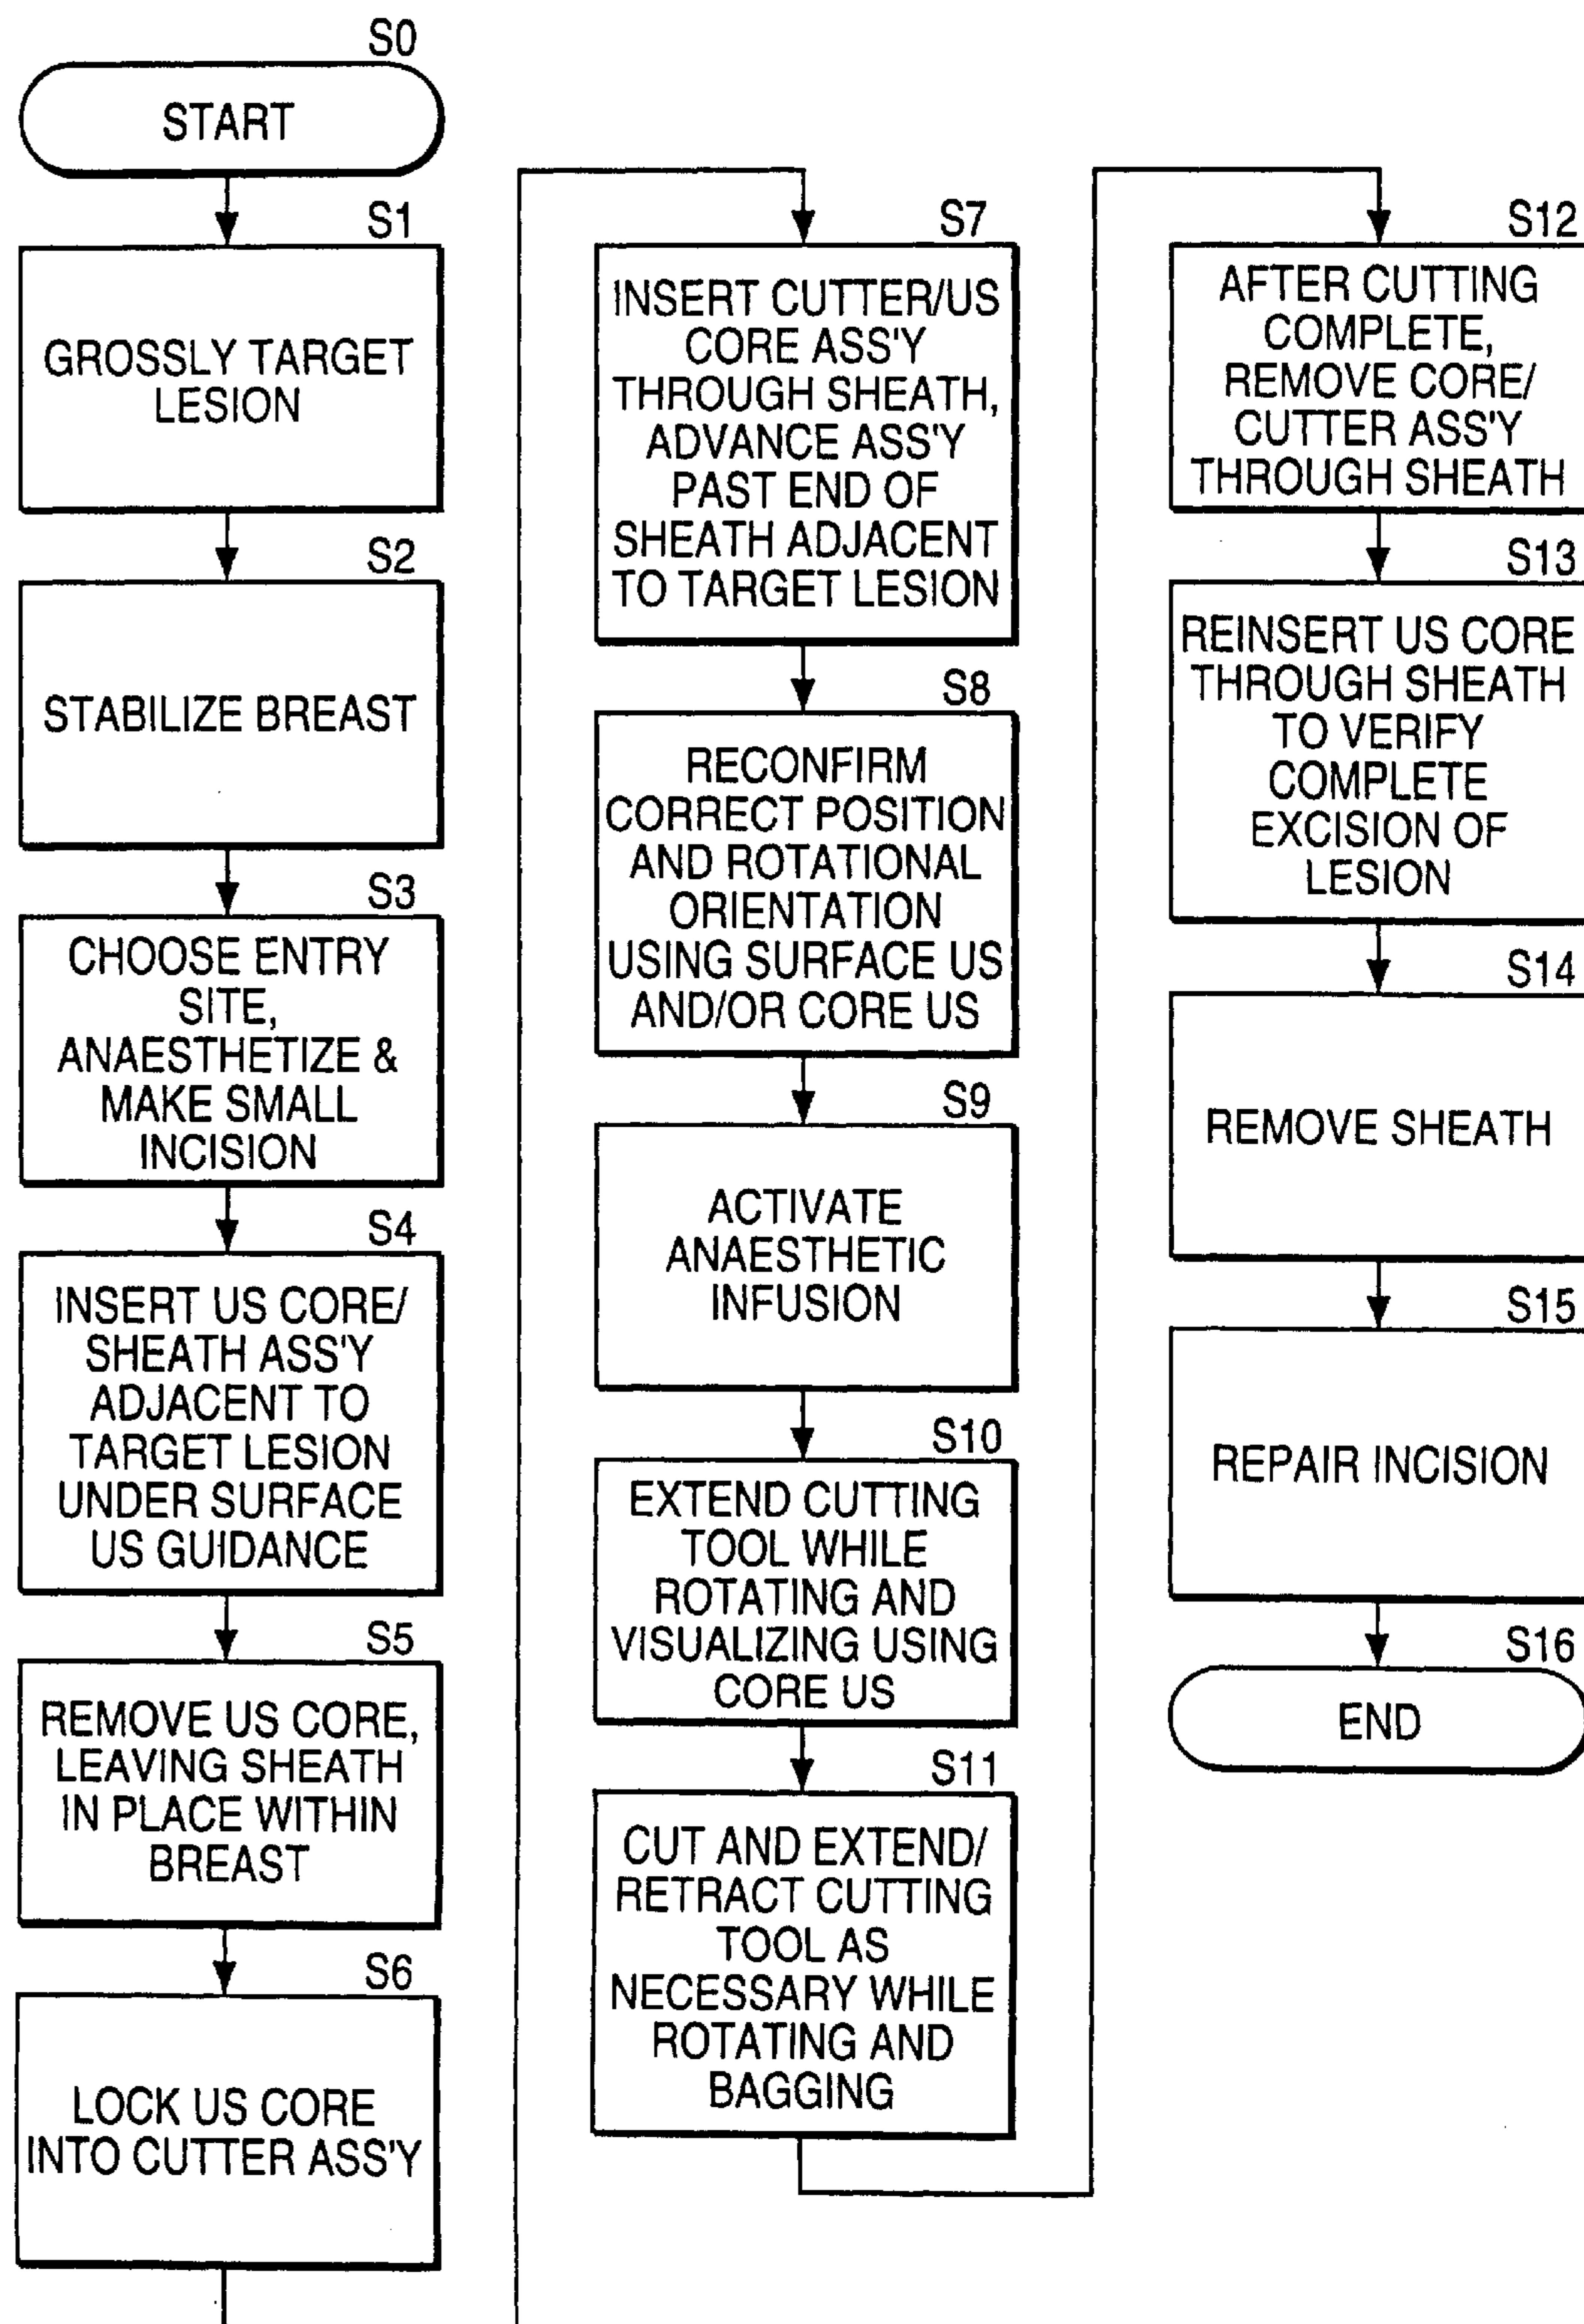 S0
START
S1
GROSSLY TARGET
LESION
S2
STABILIZE BREAST
S3
CHOOSE ENTRY
SITE,
ANAESTHETIZE &
MAKE SMALL
INCISION
S4
INSERT US CORE/
SHEATH ASS'Y
ADJACENT TO
TARGET LESION
UNDER SURFACE
US GUIDANCE
S5
REMOVE US CORE,
LEAVING SHEATH
IN PLACE WITHIN
BREAST
S6
LOCK US CORE
INTO CUTTER ASS'Y
S7
INSERT CUTTER/US
CORE ASS'Y
THROUGH SHEATH,
ADVANCE ASS'Y
PAST END OF
SHEATH ADJACENT
TO TARGET LESION
S8
RECONFIRM
CORRECT POSITION
AND ROTATIONAL
ORIENTATION
USING SURFACE US
AND/OR CORE US
S9
ACTIVATE
ANAESTHETIC
INFUSION
S10
EXTEND CUTTING
TOOL WHILE
ROTATING AND
VISUALIZING USING
CORE US
S11
CUT AND EXTEND/
RETRACT CUTTING
TOOL AS
NECESSARY WHILE
ROTATING AND
BAGGING
S12
AFTER CUTTING
COMPLETE,
REMOVE CORE/
CUTTER ASS'Y
THROUGH SHEATH
S13
REINSERT US CORE
THROUGH SHEATH
TO VERIFY
COMPLETE
EXCISION OF
LESION
S14
REMOVE SHEATH
S15
REPAIR INCISION
S16
END